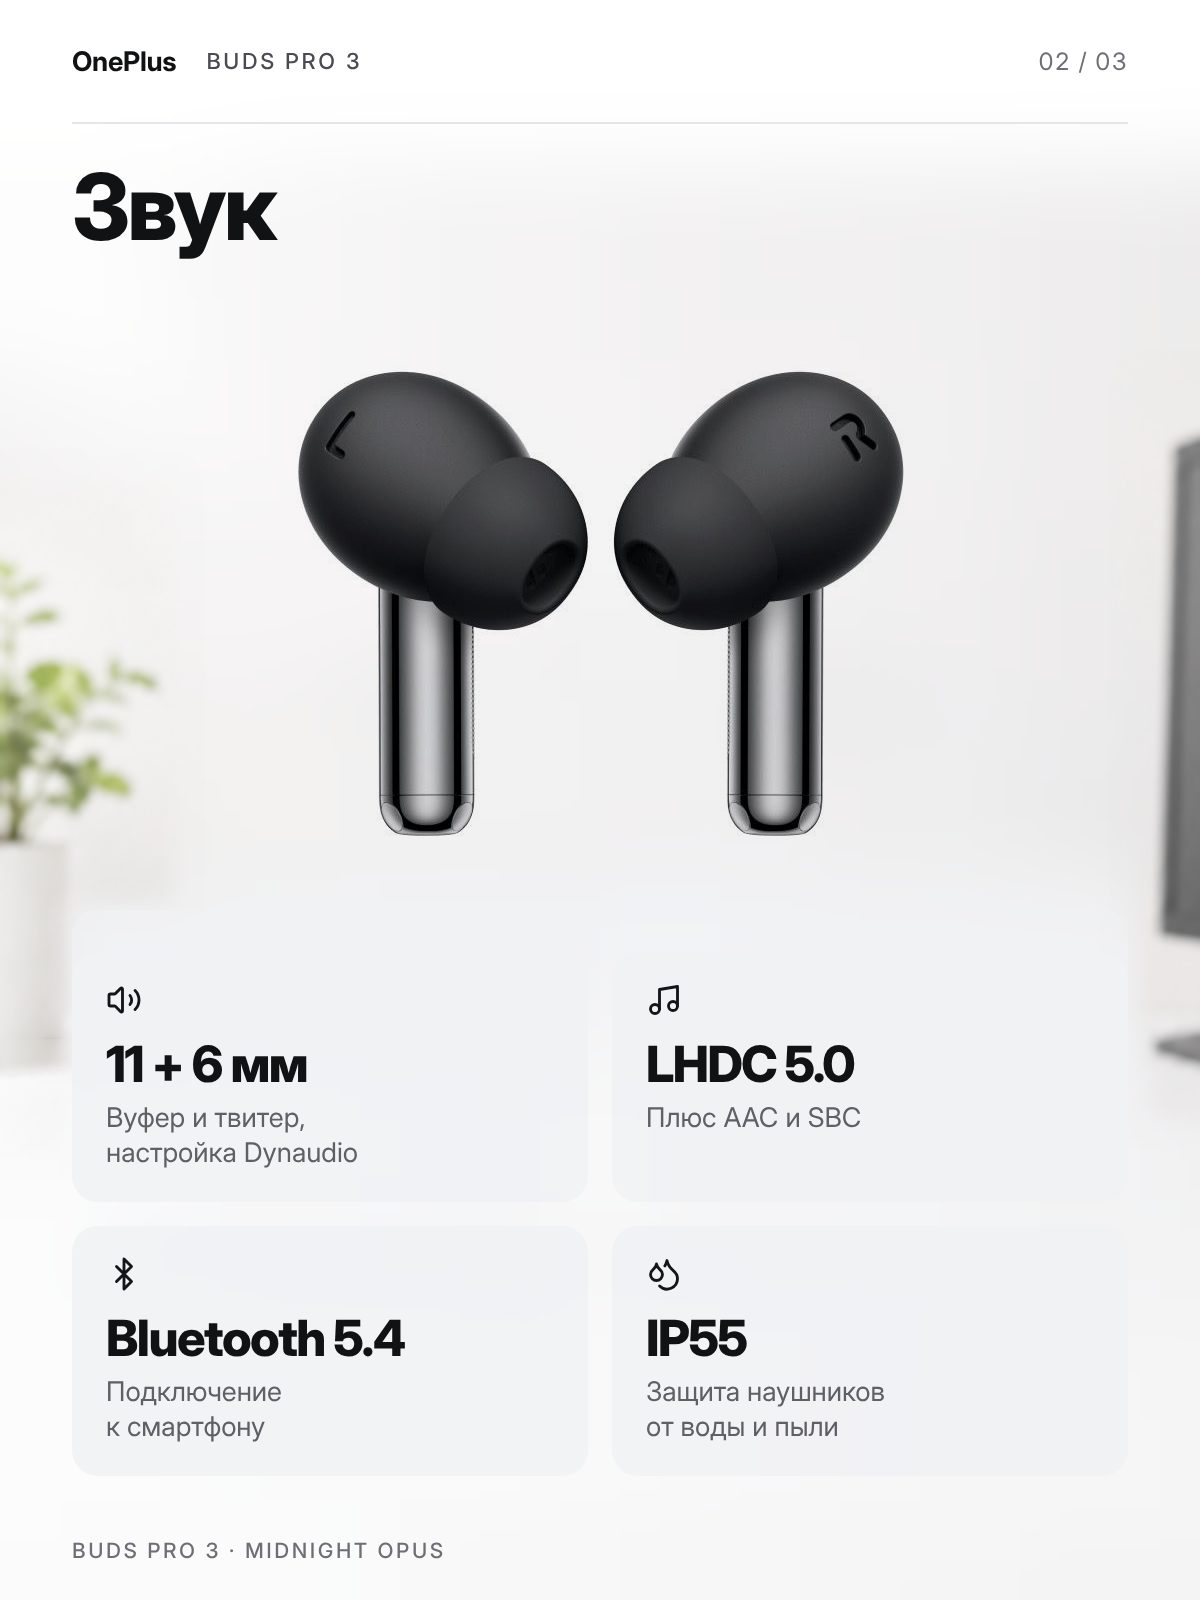 OnePlus BUDS PRO 3 02 / 03
Звук
L R
11 + 6 мм
Вуфер и твитер,
настройка Dynaudio
LHDC 5.0
Плюс AAC и SBC
Bluetooth 5.4
Подключение
к смартфону
IP55
Защита наушников
от воды и пыли
BUDS PRO 3 · MIDNIGHT OPUS